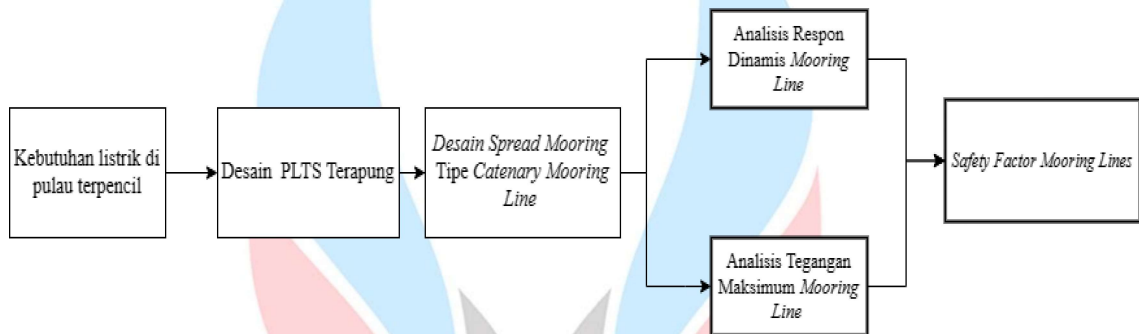 Kebutuhan listrik di
pulau terpencil
Desain PLTS Terapung
Desain Spread Mooring
Tipe Catenary Mooring
Line
Analisis Respon
Dinamis Mooring
Line
Analisis Tegangan
Maksimum Mooring
Line
Safety Factor Mooring Lines